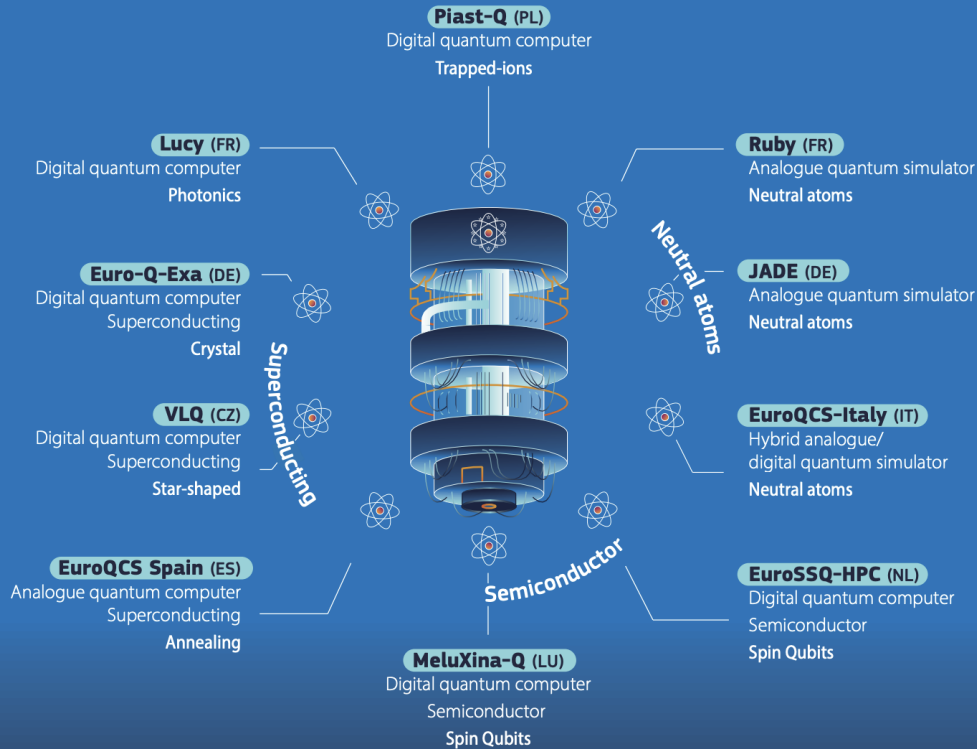 Piast-Q (PL)
Digital quantum computer
Trapped-ions
Lucy (FR)
Digital quantum computer
Photonics
Ruby (FR)
Analogue quantum simulator
Neutral atoms
Euro-Q-Exa (DE)
Digital quantum computer
Superconducting
Crystal
Neutral atoms
JADE (DE)
Analogue quantum simulator
Neutral atoms
Superconducting
VLQ (CZ)
Digital quantum computer
Superconducting
Star-shaped
EuroQCS-Italy (IT)
Hybrid analogue/
digital quantum simulator
Neutral atoms
EuroQCS Spain (ES)
Analogue quantum computer
Superconducting
Annealing
Semiconductor
EuroSSQ-HPC (NL)
Digital quantum computer
Semiconductor
Spin Qubits
MeluXina-Q (LU)
Digital quantum computer
Semiconductor
Spin Qubits